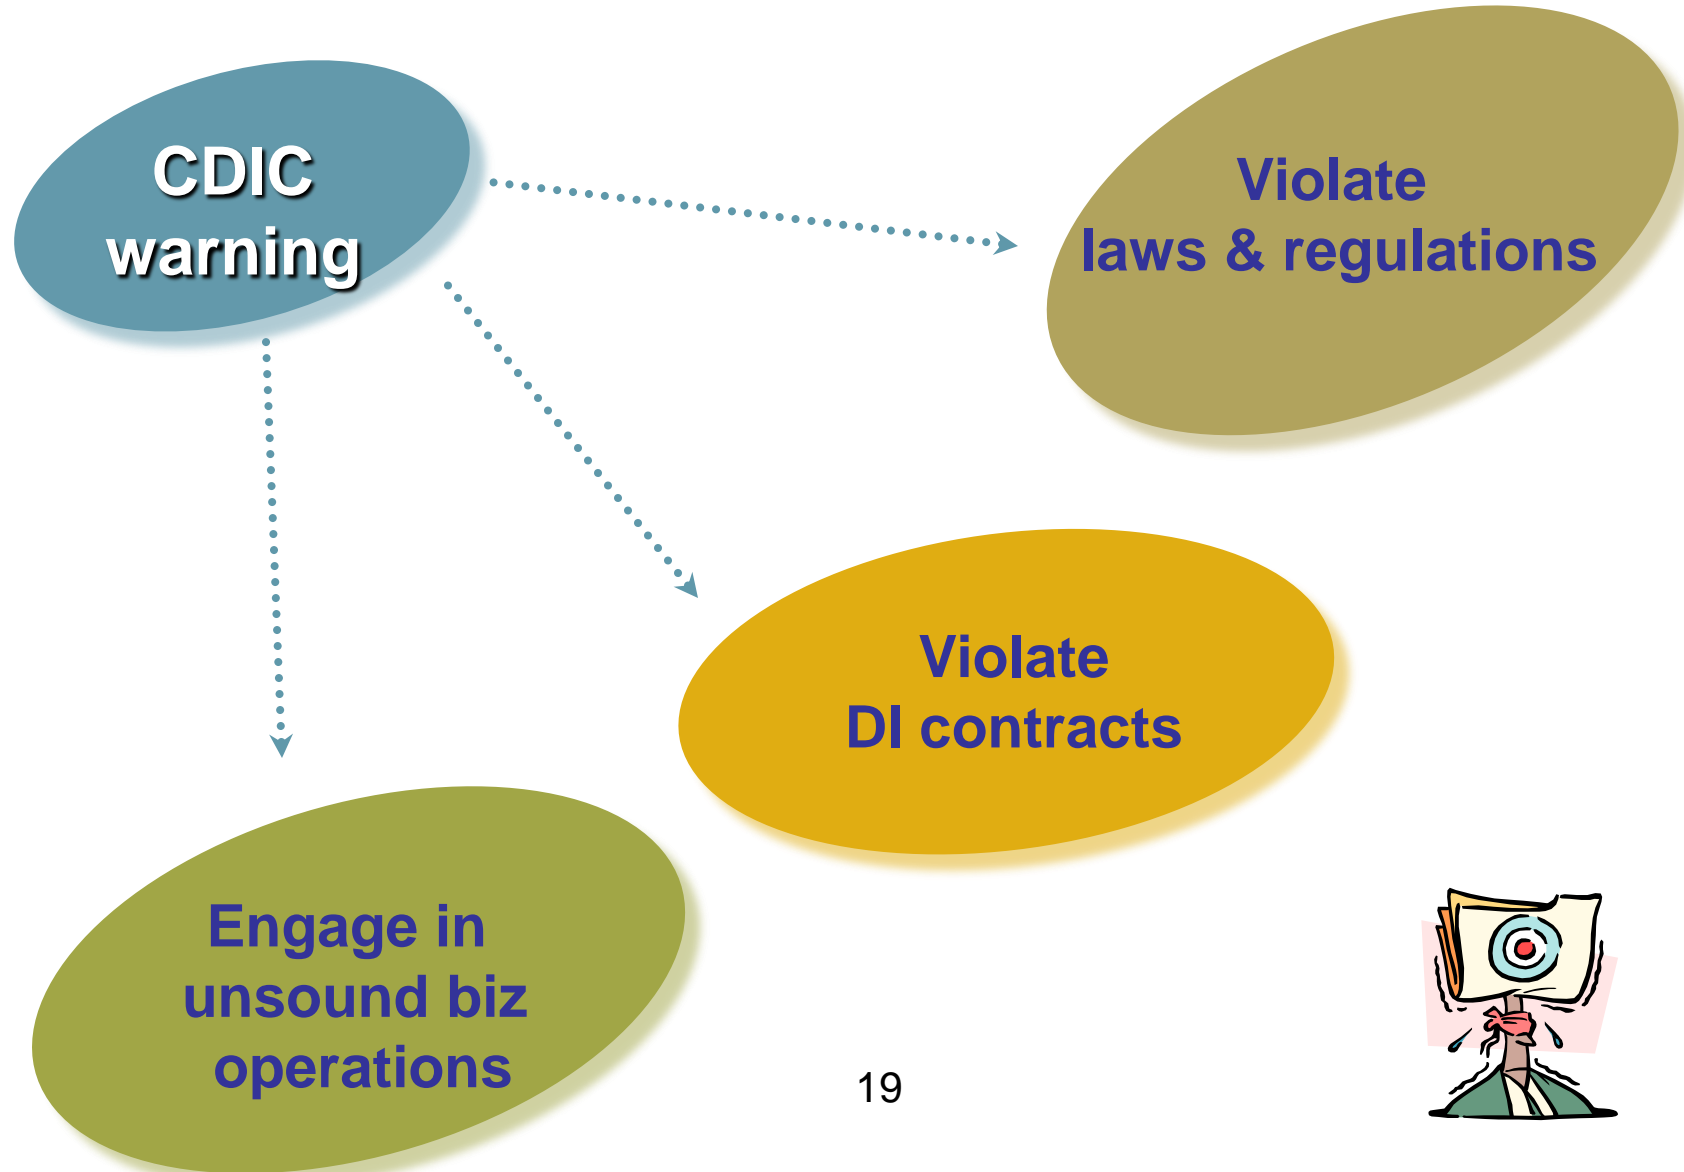 CDIC
warning
Violate
laws & regulations
Violate
DI contracts
Engage in
unsound biz
operations
19